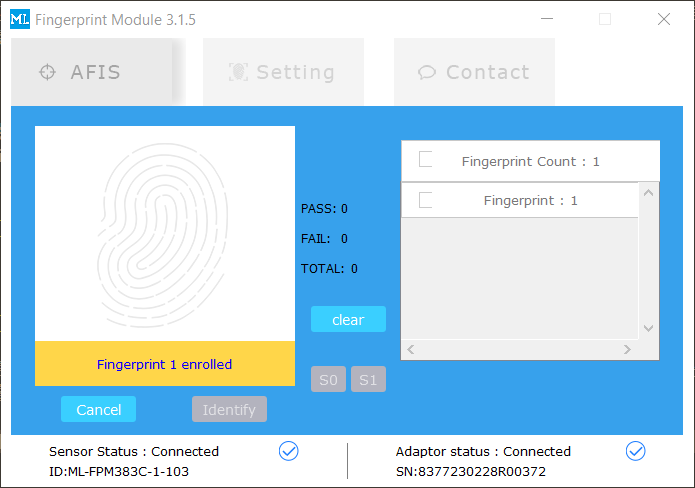 ML Fingerprint Module 3.1.5
AFIS
Setting
Contact
Fingerprint Count : 1
Fingerprint : 1
PASS: 0
FAIL: 0
TOTAL: 0
clear
Fingerprint 1 enrolled
S0 S1
Cancel
Identify
Sensor Status : Connected
ID:ML-FPM383C-1-103
Adaptor status : Connected
SN:8377230228R00372